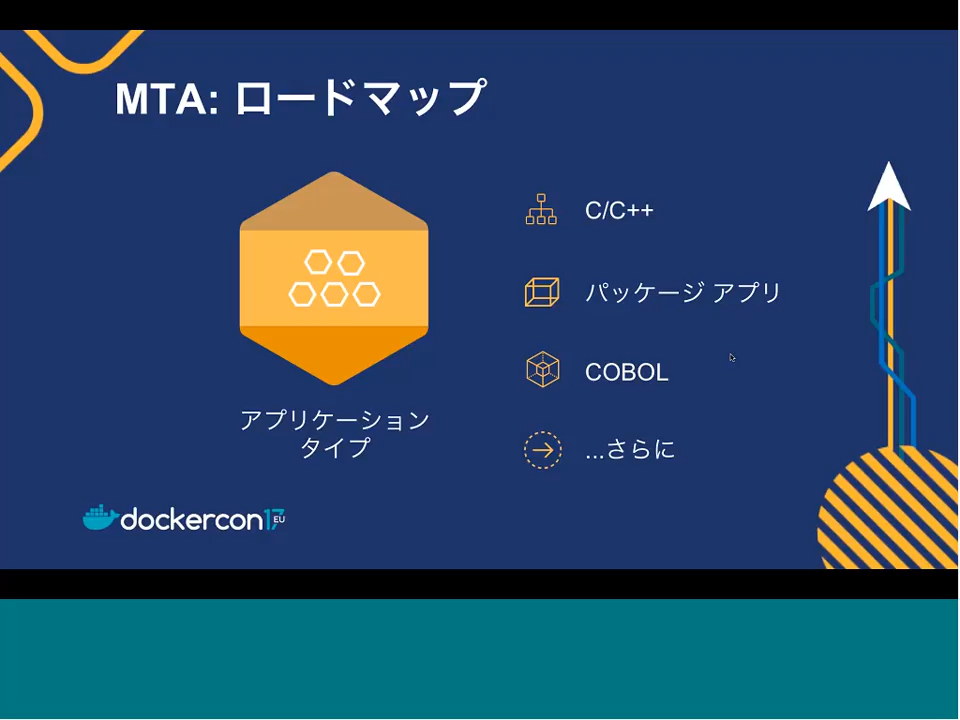 MTA: ロードマップ
アプリケーション
タイプ
C/C++
パッケージ アプリ
COBOL
...さらに
dockercon17 EU